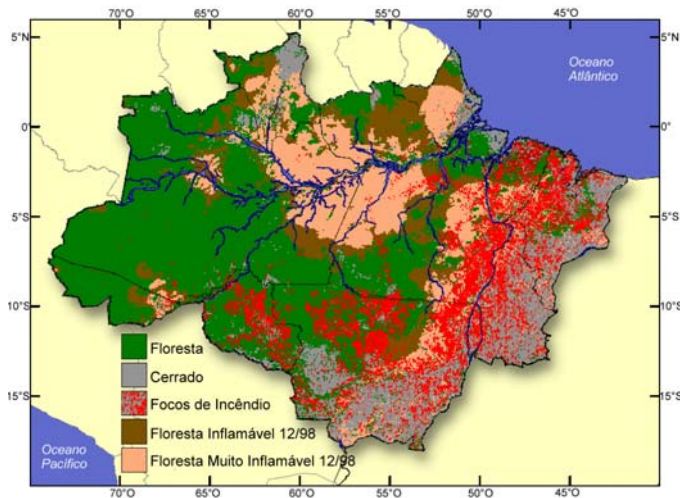 70°O 65°O 60°O 55°O 50°O 45°O
5°N 5°N
Oceano
Atlântico
0° 0°
5°S 5°S
10°S 10°S
Floresta
Cerrado
15°S Focos de Incêndio 15°S
Floresta Inflamável 12/98
Oceano
Pacífico
Floresta Muito Inflamável 12/98
70°O 65°O 60°O 55°O 50°O 45°O